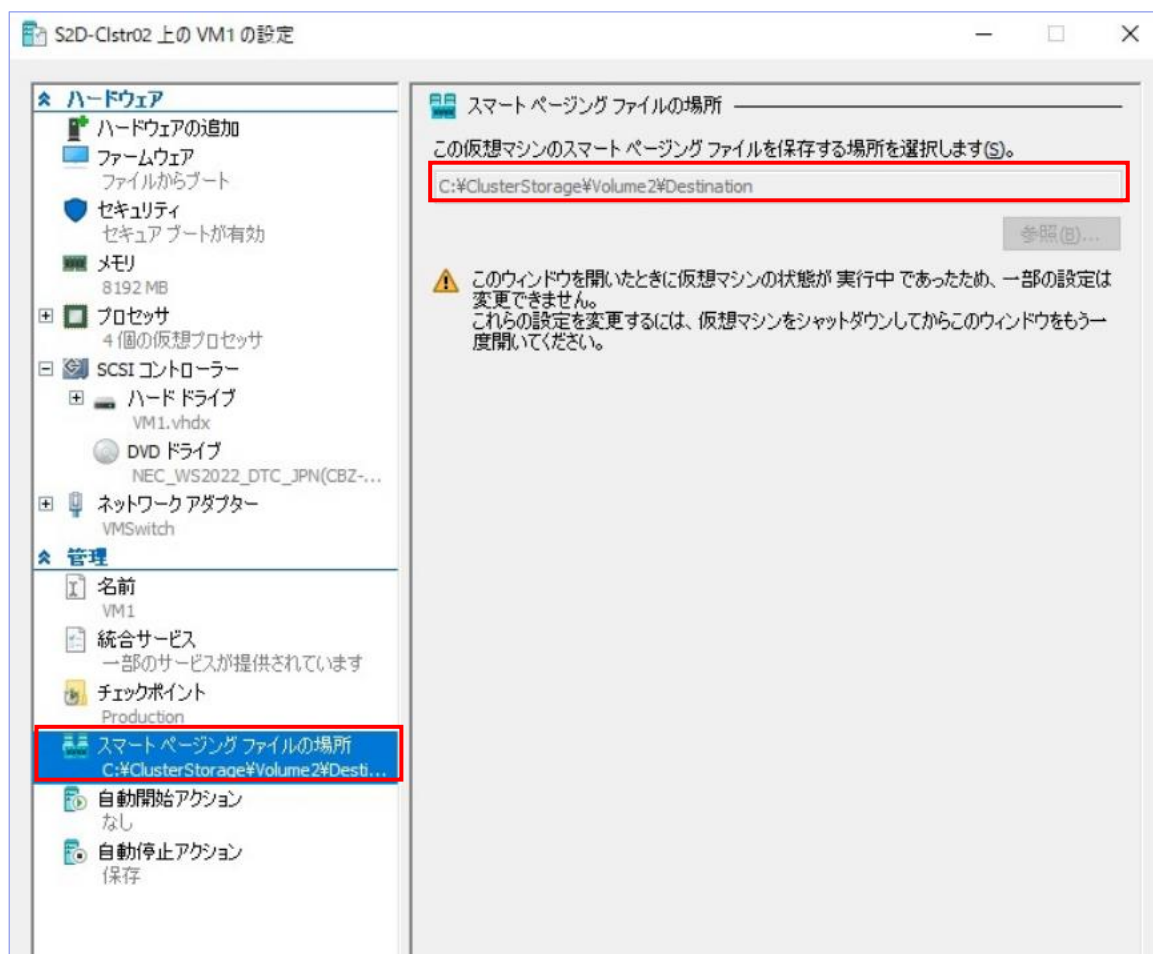 S2D-Clstr02 上の VM1 の設定
ハードウェア
ハードウェアの追加
ファームウェア
ファイルからブート
セキュリティ
セキュア ブートが有効
メモリ
8192 MB
プロセッサ
4 個の仮想プロセッサ
SCSI コントローラー
ハード ドライブ
VM1.vhdx
DVD ドライブ
NEC_WS2022_DTC_JPN(CBZ-...
ネットワーク アダプター
VMSwitch
管理
名前
VM1
統合サービス
一部のサービスが提供されています
チェックポイント
Production
スマート ページング ファイルの場所
C:¥ClusterStorage¥Volume2¥Desti...
自動開始アクション
なし
自動停止アクション
保存
スマート ページング ファイルの場所
この仮想マシンのスマート ページング ファイルを保存する場所を選択します(S)。
C:¥ClusterStorage¥Volume2¥Destination
参照(B)...
このウィンドウを開いたときに仮想マシンの状態が 実行中 であったため、一部の設定は
変更できません。
これらの設定を変更するには、仮想マシンをシャットダウンしてからこのウィンドウをもう一
度開いてください。